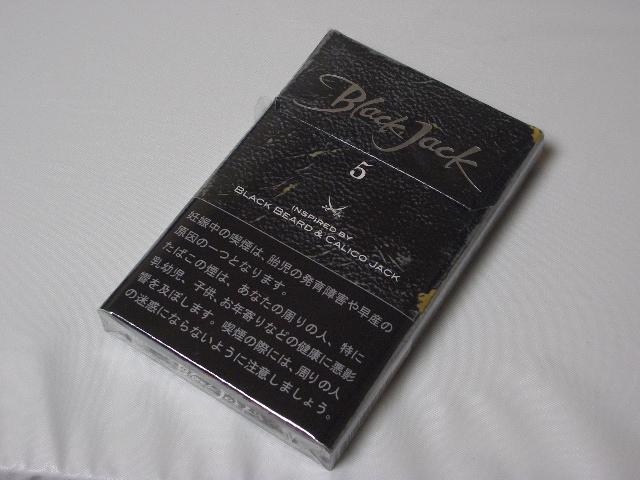 Black Jack
5
INSPIRED BY
BLACK BEARD & CALICO JACK
妊娠中の喫煙は、胎児の発育障害や早産の
原因の一つとなります。
たばこの煙は、あなたの周りの人、特に
乳幼児、子供、お年寄りなどの健康に悪影
響を及ぼします。喫煙の際には、周りの人
の迷惑にならないように注意しましょう。
Black Jack